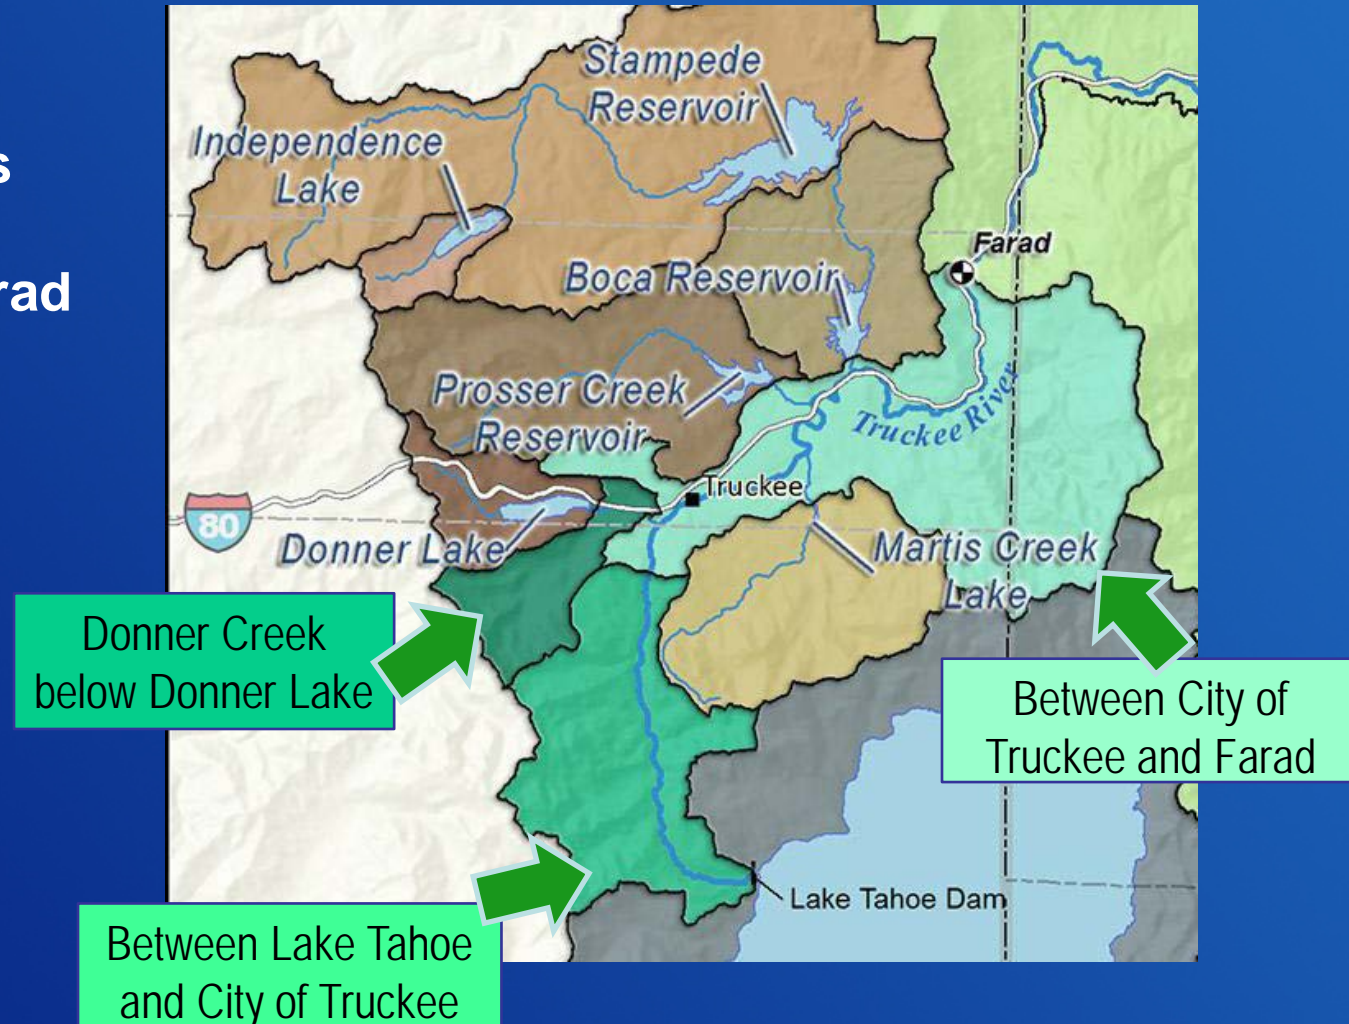 Stampede
Reservoir
Independence
Lake
Farad
Boca Reservoir
Prosser Creek
Reservoir
Truckee River
Truckee
80
Donner Lake
Martis Creek
Lake
Donner Creek
below Donner Lake
Between City of
Truckee and Farad
Lake Tahoe Dam
Between Lake Tahoe
and City of Truckee